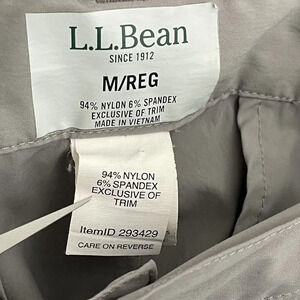 L.L.Bean
SINCE 1912
M/REG
94% NYLON 6% SPANDEX
EXCLUSIVE OF TRIM
MADE IN VIETNAM
94% NYLON
6% SPANDEX
EXCLUSIVE OF
TRIM
ItemID 293429
CARE ON REVERSE